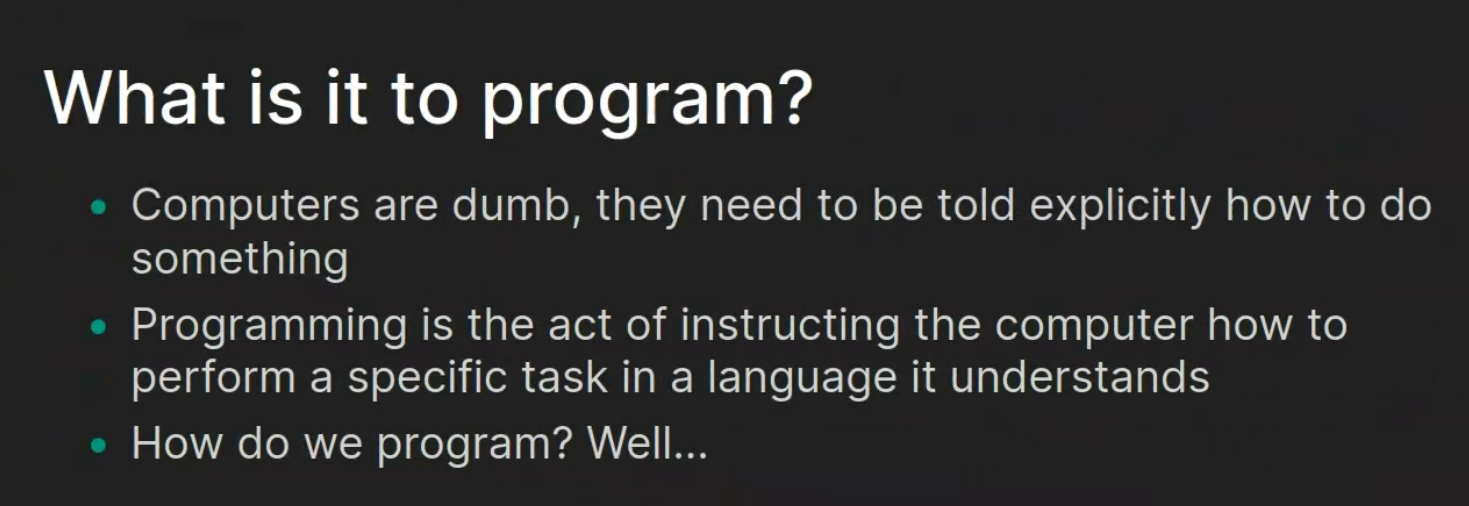 What is it to program?
• Computers are dumb, they need to be told explicitly how to do
something
• Programming is the act of instructing the computer how to
perform a specific task in a language it understands
• How do we program? Well...